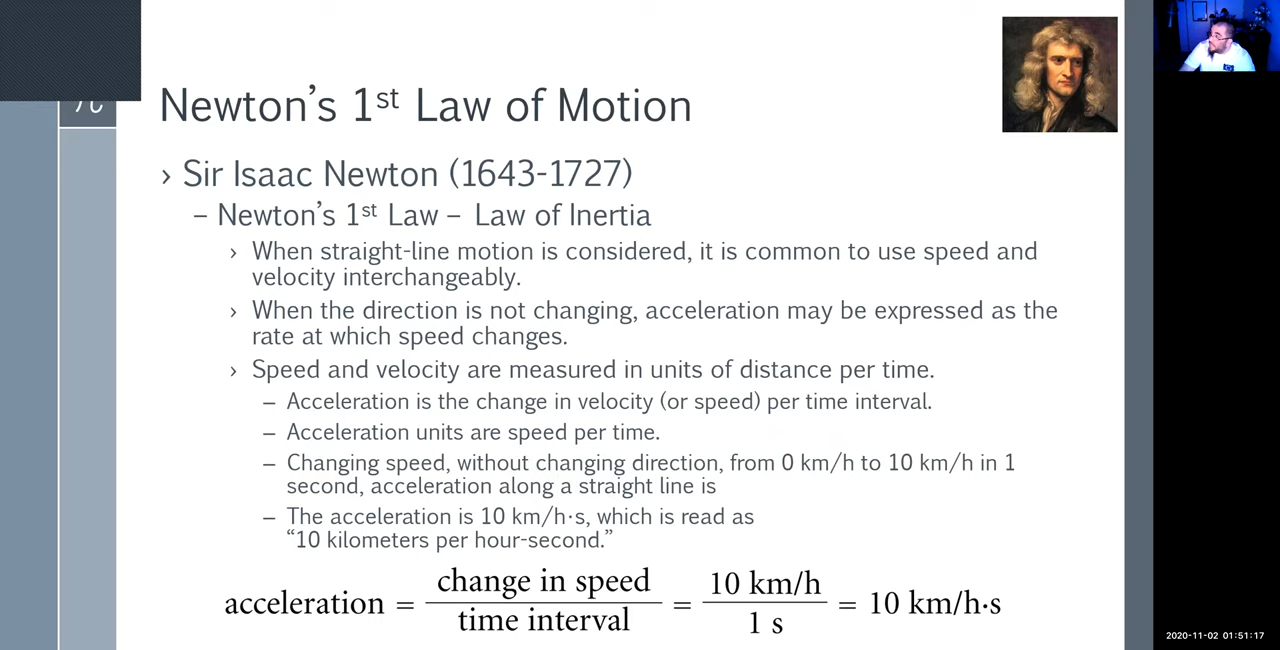 Newton's 1st Law of Motion
› Sir Isaac Newton (1643-1727)
– Newton's 1st Law – Law of Inertia
› When straight-line motion is considered, it is common to use speed and
velocity interchangeably.
› When the direction is not changing, acceleration may be expressed as the
rate at which speed changes.
› Speed and velocity are measured in units of distance per time.
– Acceleration is the change in velocity (or speed) per time interval.
– Acceleration units are speed per time.
– Changing speed, without changing direction, from 0 km/h to 10 km/h in 1
second, acceleration along a straight line is
– The acceleration is 10 km/h·s, which is read as
“10 kilometers per hour-second.”
acceleration = change in speed / time interval = 10 km/h / 1 s = 10 km/h·s
2020-11-02 01:51:17